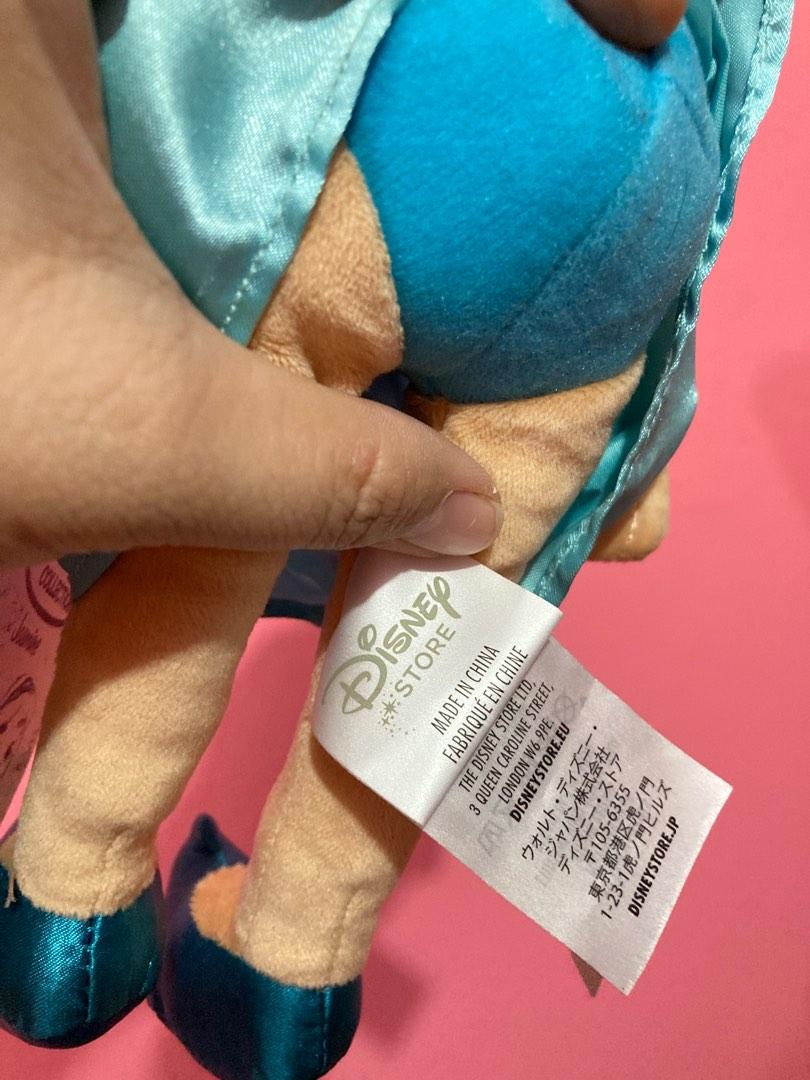 DISNEY
STORE
MADE IN CHINA
FABRIQUÉ EN CHINE
THE DISNEY STORE LTD,
3 QUEEN CAROLINE STREET,
LONDON W6 9PE.
DISNEYSTORE.EU
ウォルト・ディズニー・
ジャパン株式会社
ディズニー・ストア
〒105-6355
東京都港区虎ノ門
1-23-1虎ノ門ヒルズ
DISNEYSTORE.JP
COLLECTION
& Jasmine